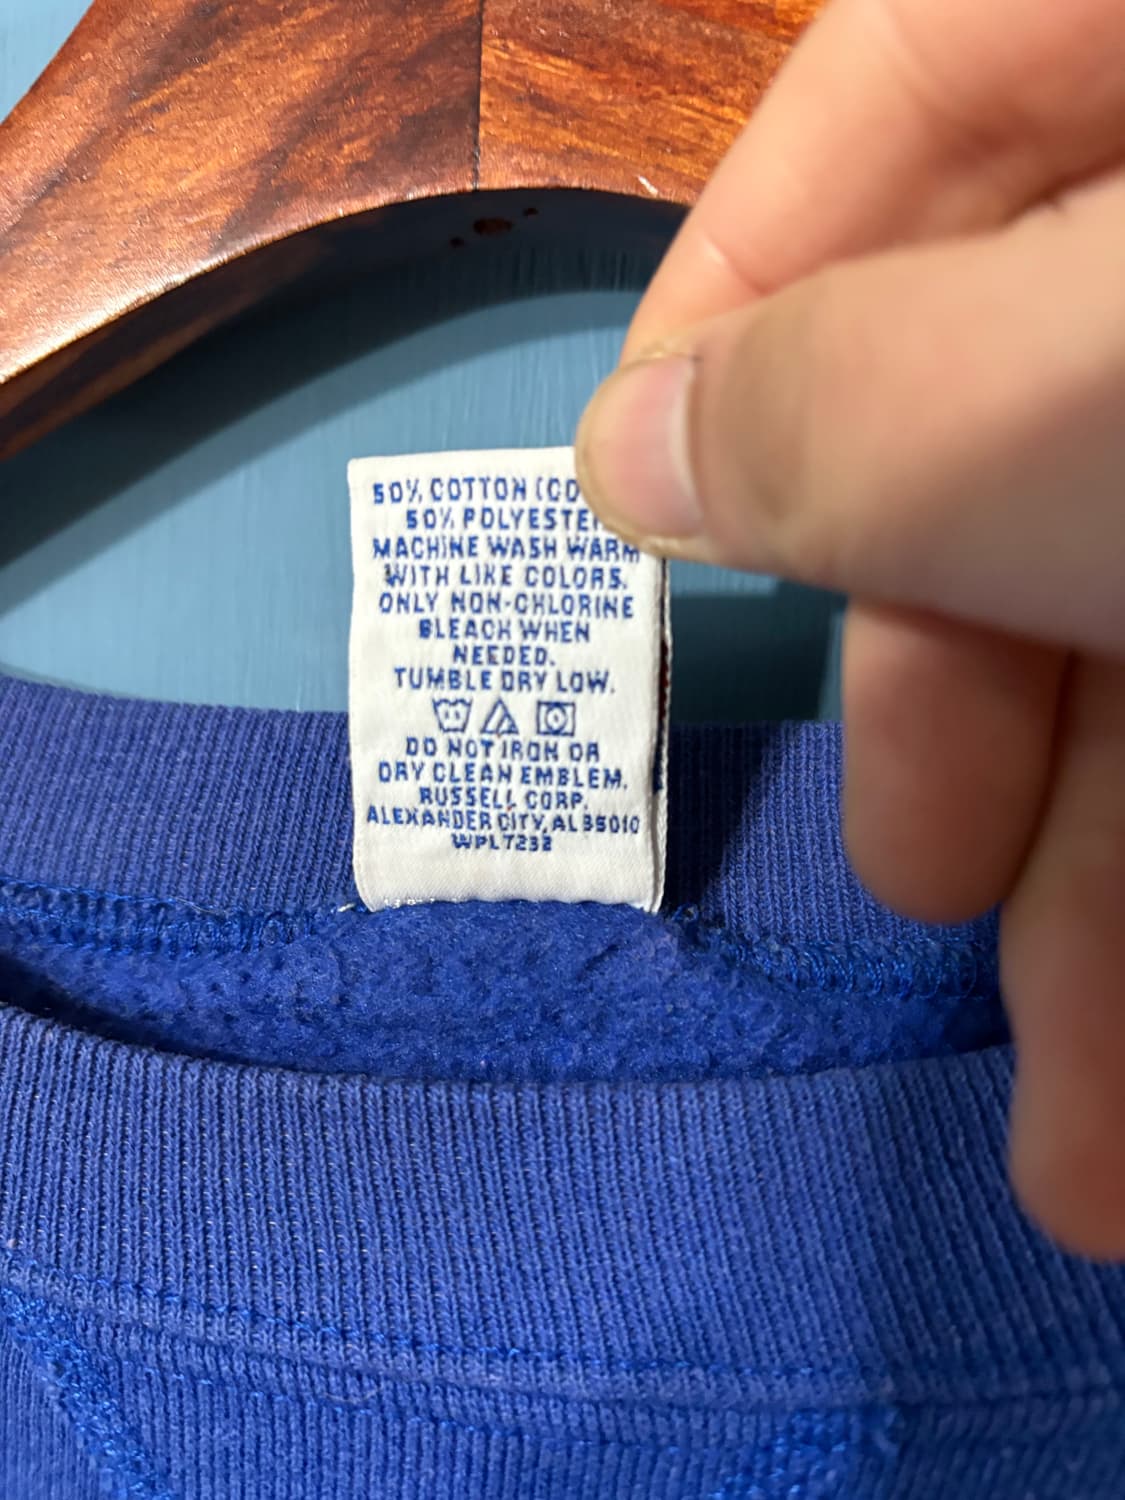 50% COTTON (CO
50% POLYESTER
MACHINE WASH WARM
WITH LIKE COLORS.
ONLY NON-CHLORINE
BLEACH WHEN
NEEDED.
TUMBLE DRY LOW.
DO NOT IRON OR
DRY CLEAN EMBLEM.
RUSSELL CORP.
ALEXANDER CITY, AL 35010
WPL 7232